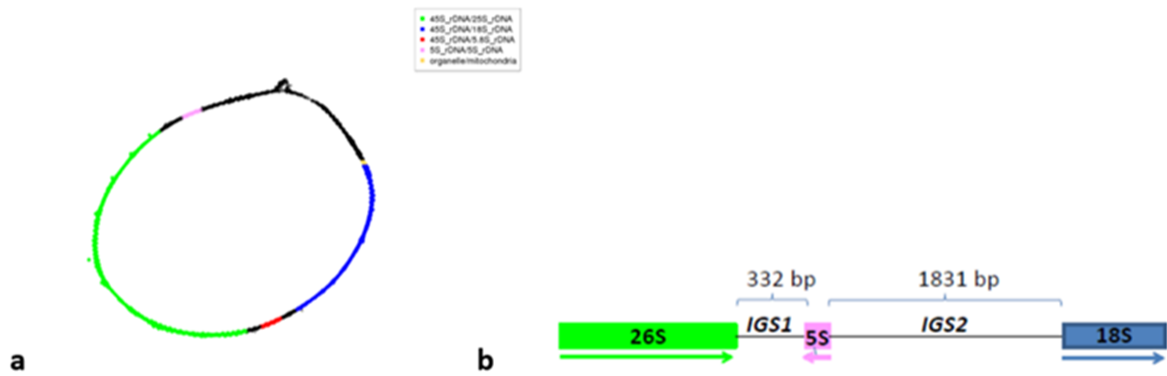 45S_rDNA/25S_rDNA
45S_rDNA/18S_rDNA
45S_rDNA/5.8S_rDNA
5S_rDNA/5S_rDNA
organelle/mitochondria
332 bp
1831 bp
IGS1
IGS2
26S
5S
18S
a
b